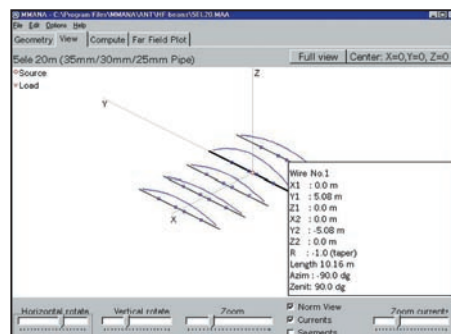 MMANA - C:\Program Files\MMANA\ANT\HF beams\5EL20.MAA
File Edit Options Help
Geometry View Compute Far Field Plot
5ele 20m (35mm/30mm/25mm Pipe) Full view Center: X=0,Y=0, Z=0
Source
Load
Z
Y
X
Wire No.1
X1 : 0.0 m
Y1 : 5.08 m
Z1 : 0.0 m
X2 : 0.0 m
Y2 : -5.08 m
Z2 : 0.0 m
R : -1.0 (taper)
Length 10.16 m
Azim : -90.0 dg
Zenit: 90.0 dg
Horizontal rotate Vertical rotate Zoom Norm View Zoom currents
Currents
Segments